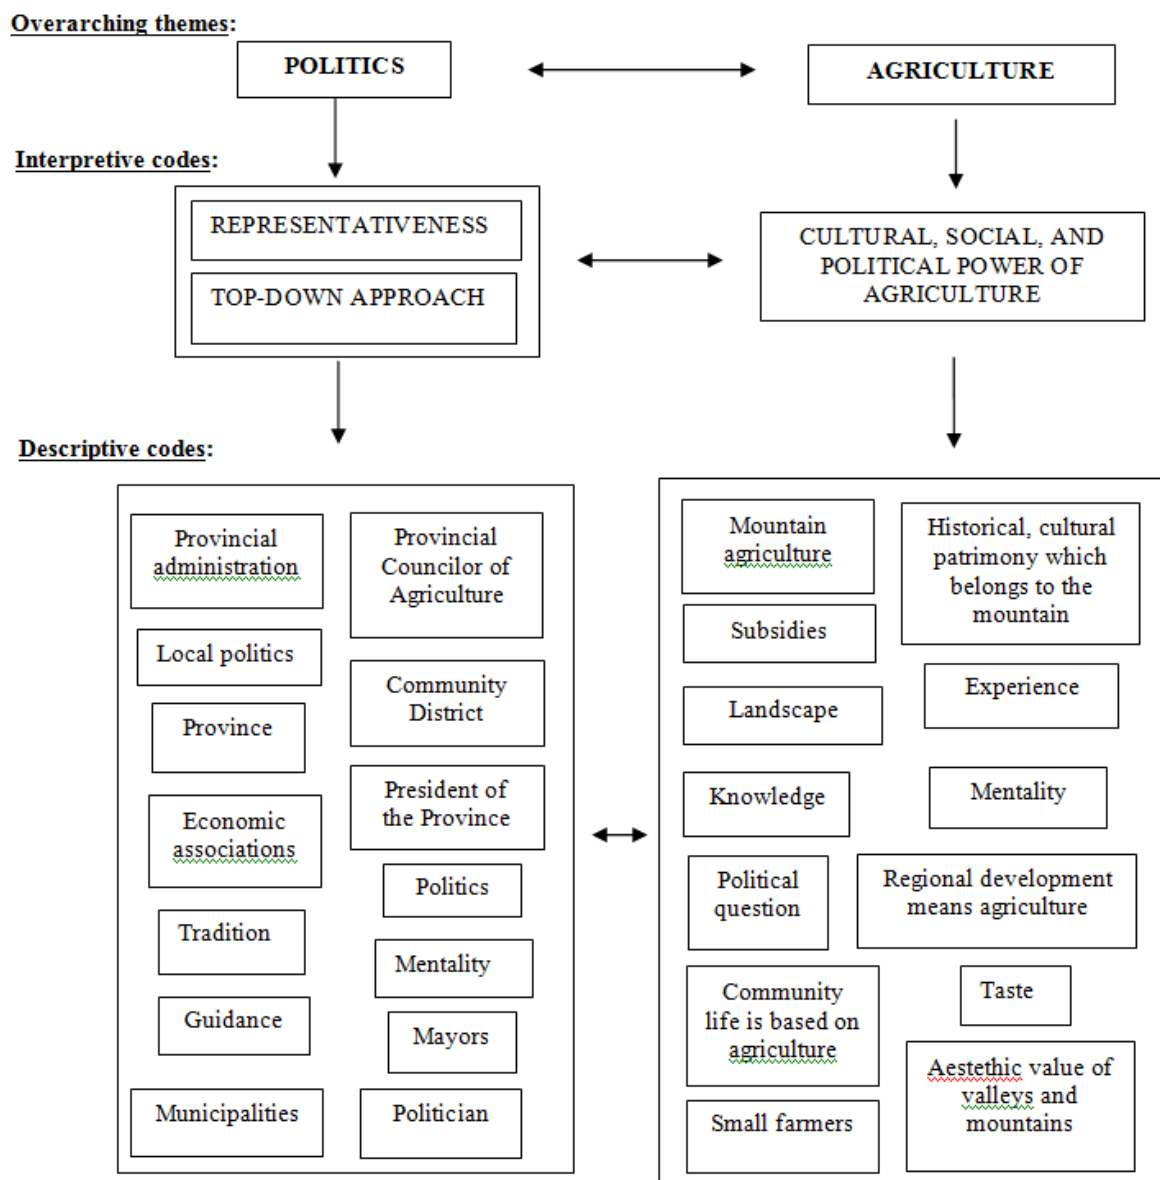 Overarching themes:
POLITICS
AGRICULTURE
Interpretive codes:
REPRESENTATIVENESS
TOP-DOWN APPROACH
CULTURAL, SOCIAL, AND
POLITICAL POWER OF
AGRICULTURE
Descriptive codes:
Provincial
administration
Local politics
Province
Economic
associations
Tradition
Guidance
Municipalities
Provincial
Councilor of
Agriculture
Community
District
President of
the Province
Politics
Mentality
Mayors
Politician
Mountain
agriculture
Subsidies
Landscape
Knowledge
Political
question
Community
life is based on
agriculture
Small farmers
Historical, cultural
patrimony which
belongs to the
mountain
Experience
Mentality
Regional development
means agriculture
Taste
Aestethic value of
valleys and
mountains